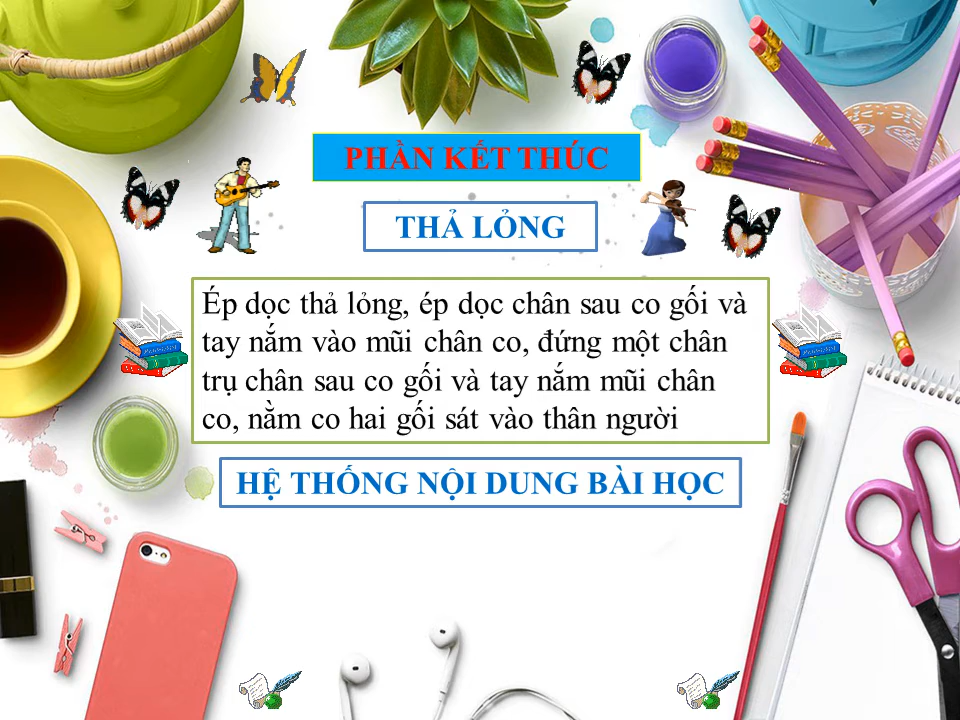 PHẦN KẾT THÚC
THẢ LỎNG
Ép dọc thả lỏng, ép dọc chân sau co gối và
tay nắm vào mũi chân co, đứng một chân
trụ chân sau co gối và tay nắm mũi chân
co, nằm co hai gối sát vào thân người
HỆ THỐNG NỘI DUNG BÀI HỌC